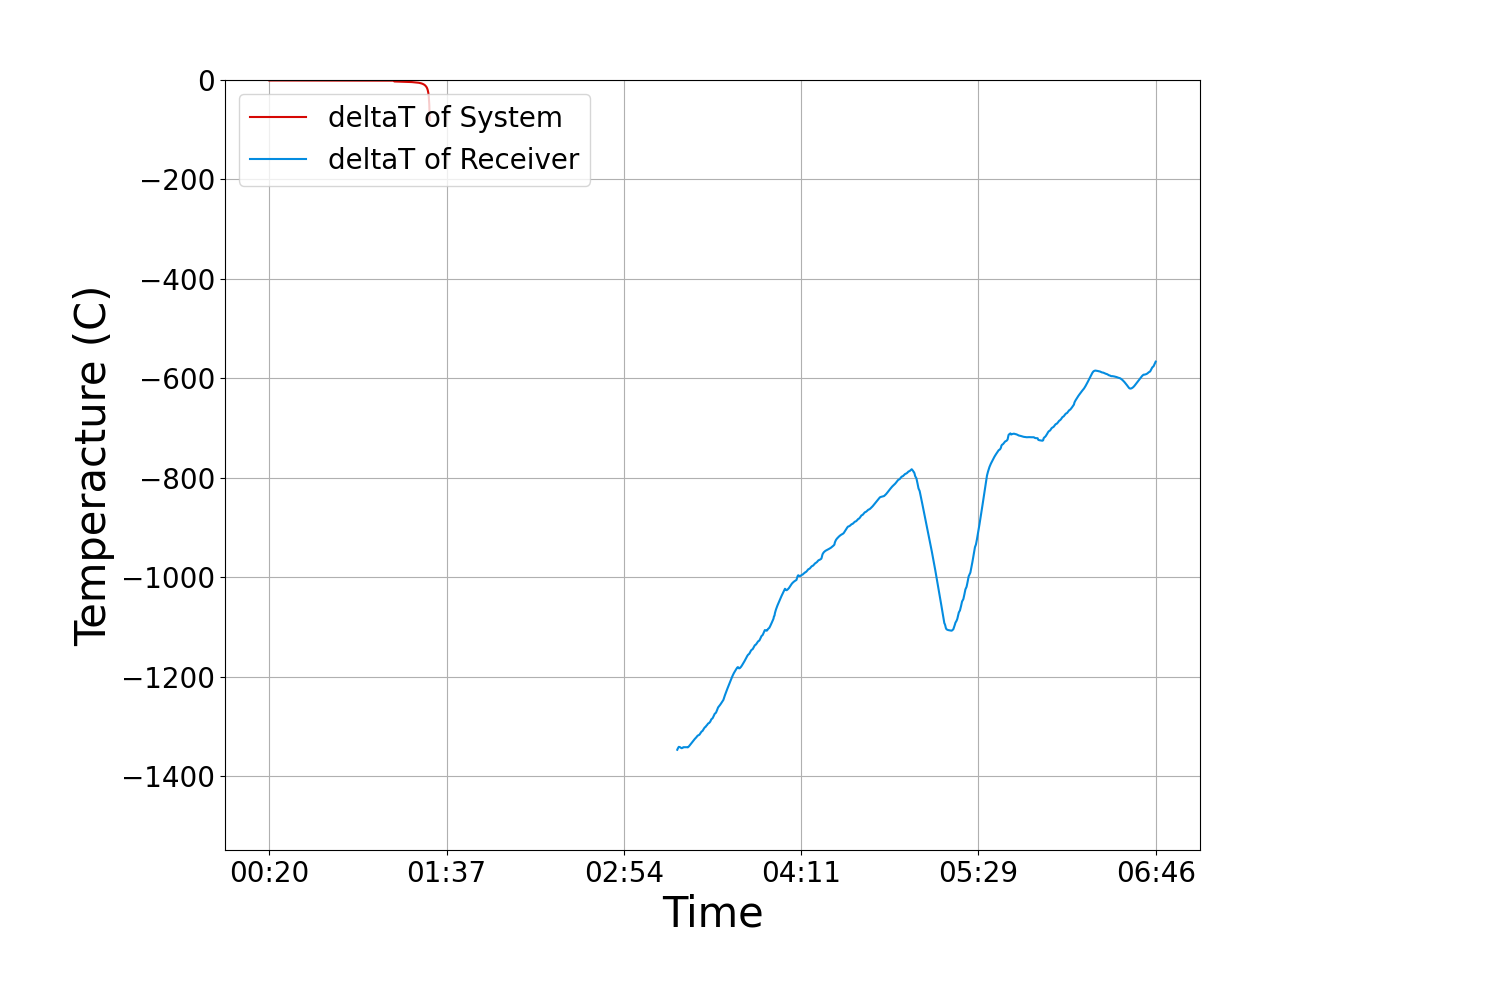 0
−200
−400
−600
−800
−1000
−1200
−1400
Temperacture (C)
deltaT of System
deltaT of Receiver
00:20 01:37 02:54 04:11 05:29 06:46
Time